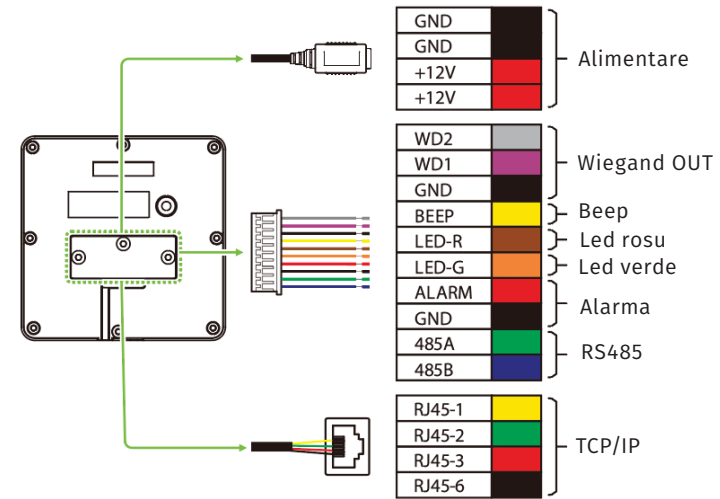 GND
GND
+12V
+12V
Alimentare
WD2
WD1
GND
Wiegand OUT
BEEP
Beep
LED-R
Led rosu
LED-G
Led verde
ALARM
GND
Alarma
485A
485B
RS485
RJ45-1
RJ45-2
RJ45-3
RJ45-6
TCP/IP